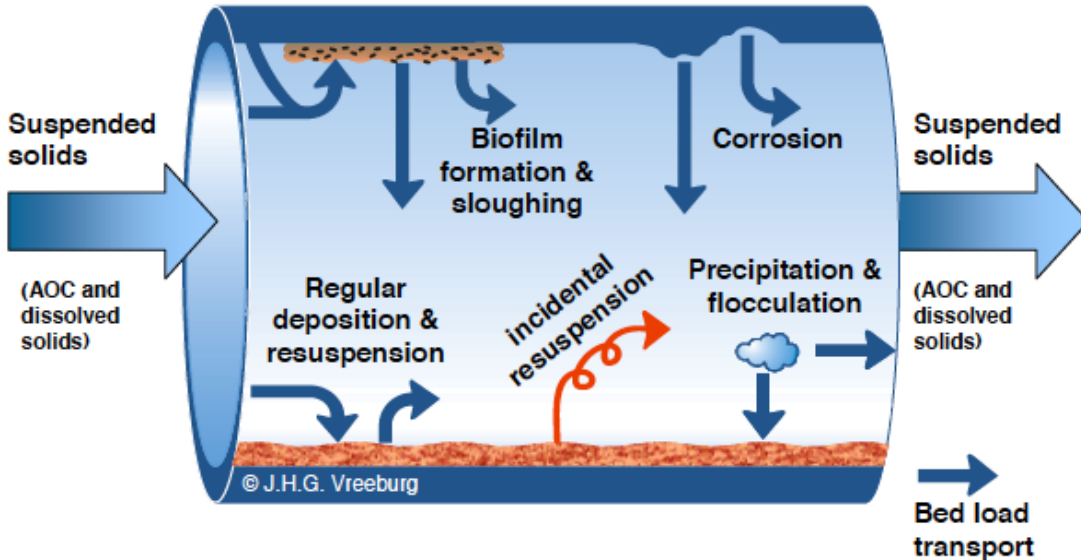 Suspended
solids
(AOC and
dissolved
solids)
Biofilm
formation &
sloughing
Corrosion
Regular
deposition &
resuspension
incidental
resuspension
Precipitation &
flocculation
Suspended
solids
(AOC and
dissolved
solids)
© J.H.G. Vreeburg
Bed load
transport